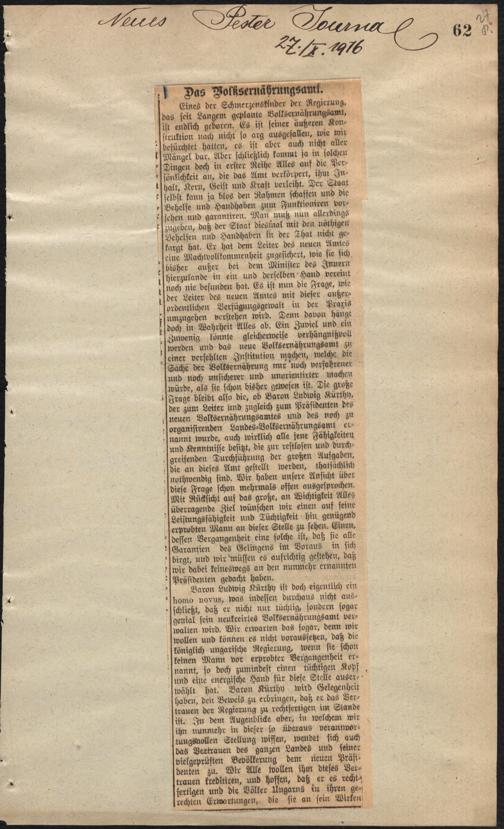 Neues Pester Journal
27./X. 1916
62
Das Volksernährungsamt.
Eines der Schmerzenskinder der Regierung,
das seit Langem geplante Volksernährungsamt,
ist endlich geboren. Es ist seiner äußeren Kon-
struktion nach nicht so arg ausgefallen, wie wir
befürchtet hatten, es ist aber auch nicht aller
Mängel bar. Aber schließlich kommt ja in solchen
Dingen doch in erster Reihe Alles auf die Per-
sönlichkeit an, die das Amt verkörpert, ihm In-
halt, Kern, Geist und Kraft verleiht. Der Staat
selbst kann ja blos den Rahmen schaffen und die
Behelfe und Handhaben zum Funktioniren vor-
sehen und garantiren. Man muß nun allerdings
zugeben, daß der Staat diesmal mit den nöthigen
Behelfen und Handhaben in der That nicht ge-
kargt hat. Er hat dem Leiter des neuen Amtes
eine Machtvollkommenheit zugesichert, wie sie sich
bisher außer bei dem Minister des Innern
hierzulande in ein und derselben Hand vereint
noch nie befunden hat. Es ist nun die Frage, wie
der Leiter des neuen Amtes mit dieser außer-
ordentlichen Verfügungsgewalt in der Praxis
umzugehen verstehen wird. Denn davon hängt
doch in Wahrheit Alles ab. Ein Zuviel und ein
Zuwenig könnte gleicherweise verhängnißvoll
werden und das neue Volksernährungsamt zu
einer verfehlten Institution machen, welche die
Sache der Volksernährung nur noch verfahrener
und noch unsicherer und unorientirter machen
würde, als sie schon bisher gewesen ist. Die große
Frage bleibt also die, ob Baron Ludwig Kürthy,
der zum Leiter und zugleich zum Präsidenten des
neuen Volksernährungsamtes und des noch zu
organisirenden Landes-Volksernährungsamt er-
nannt wurde, auch wirklich alle jene Fähigkeiten
und Kenntnisse besitzt, die zur restlosen und durch-
greifenden Durchführung der großen Aufgaben,
die an dieses Amt gestellt werden, thatsächlich
nothwendig sind. Wir haben unsere Ansicht über
diese Frage schon mehrmals offen ausgesprochen.
Mit Rücksicht auf das große, an Wichtigkeit Alles
überragende Ziel wünschen wir einen auf seine
Leistungsfähigkeit und Tüchtigkeit hin genügend
erprobten Mann an dieser Stelle zu sehen. Einen,
dessen Vergangenheit eine solche ist, daß sie alle
Garantien des Gelingens im Voraus in sich
birgt, und wir müssen es aufrichtig gestehen, daß
wir dabei keineswegs an den nunmehr ernannten
Präsidenten gedacht haben.
Baron Ludwig Kürthy ist doch eigentlich ein
homo novus, was indessen durchaus nicht aus-
schließt, daß er nicht nur tüchtig, sondern sogar
genial sein neukreirtes Volksernährungsamt ver-
walten wird. Wir erwarten das sogar, denn wir
wollen und können es nicht voraussetzen, daß die
königlich ungarische Regierung, wenn sie schon
keinen Mann vor erprobter Vergangenheit er-
nannt, so doch zumindest einen tüchtigen Kopf
und eine energische Hand für diese Stelle auser-
wählt hat. Baron Kürthy wird Gelegenheit
haben, den Beweis zu erbringen, daß er das Ver-
trauen der Regierung zu rechtfertigen im Stande
ist. In dem Augenblicke aber, in welchem wir
ihn nunmehr in dieser so überaus verantwor-
tungsvollen Stellung wissen, wendet sich auch
das Vertrauen des ganzen Landes und seiner
vielgeprüften Bevölkerung dem neuen Präsi-
denten zu. Wir Alle wollen ihm dieses Ver-
trauen kreditiren, und hoffen, daß er es recht-
fertigen und die Völker Ungarns in ihren ge-
rechten Erwartungen, die sie an sein Wirken